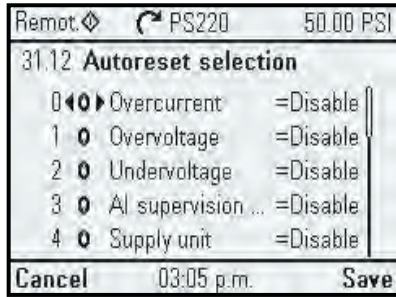 Remot. PS220 50.00 PSI
31.12 Autoreset selection
0 0 Overcurrent =Disable
1 0 Overvoltage =Disable
2 0 Undervoltage =Disable
3 0 AI supervision ... =Disable
4 0 Supply unit =Disable
Cancel 03:05 p.m. Save